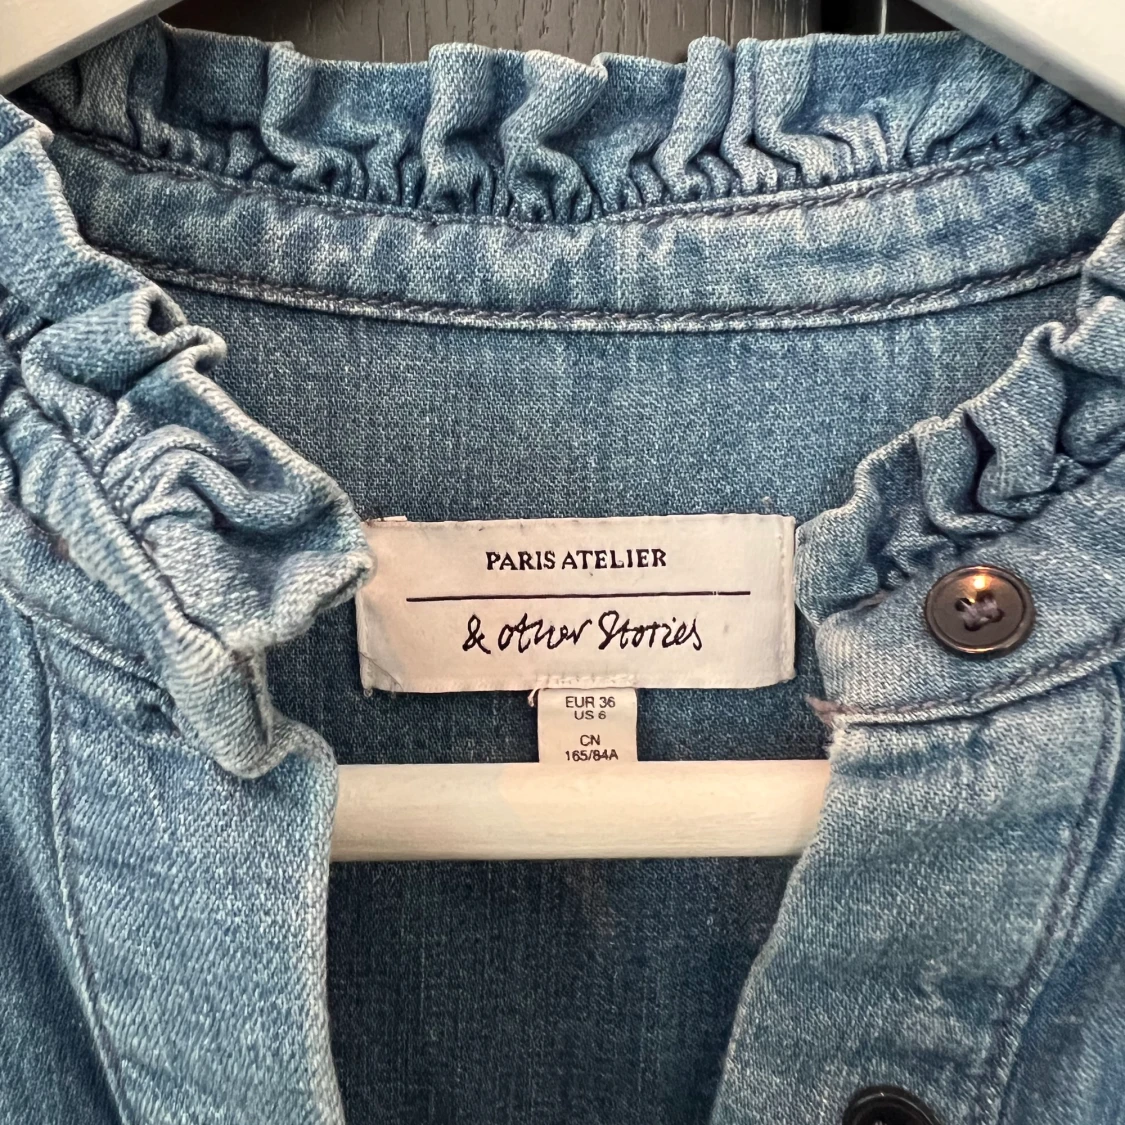 PARIS ATELIER
& other Stories
EUR 36
US 6
CN
165/84A